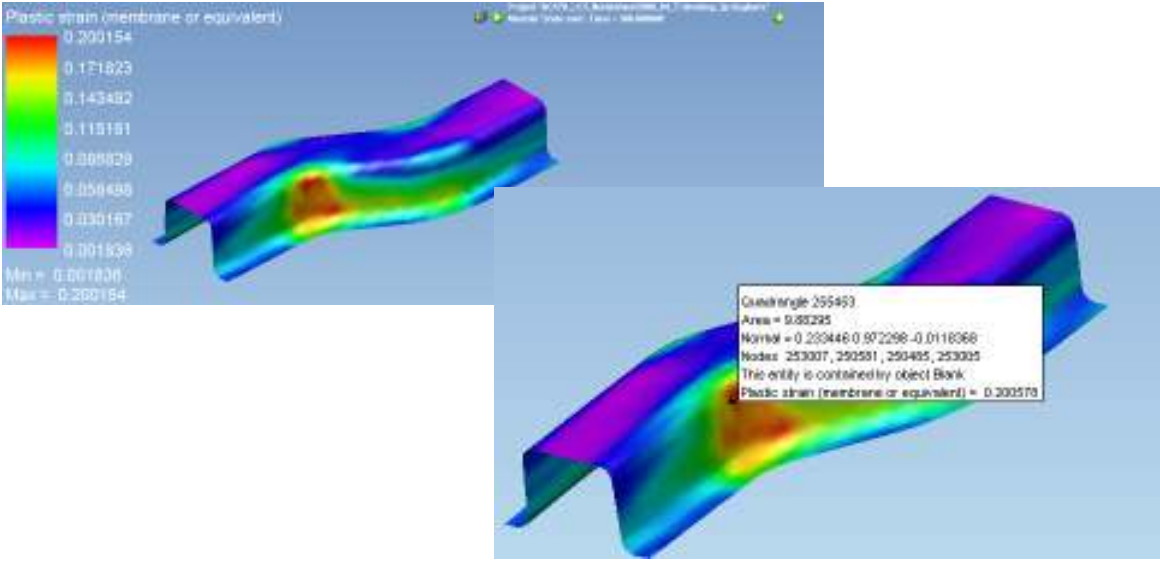 Plastic strain (membrane or equivalent)
0.200154
0.171823
0.143492
0.115161
0.086829
0.058498
0.030167
0.001836
Min = 0.001836
Max = 0.200154
Quadrangle 255463
Area = 9.88295
Normal = 0.233446 0.972298 -0.0118368
Nodes 253007, 250581, 250485, 253005
This entity is contained by object Blank
Plastic strain (membrane or equivalent) = 0.200578